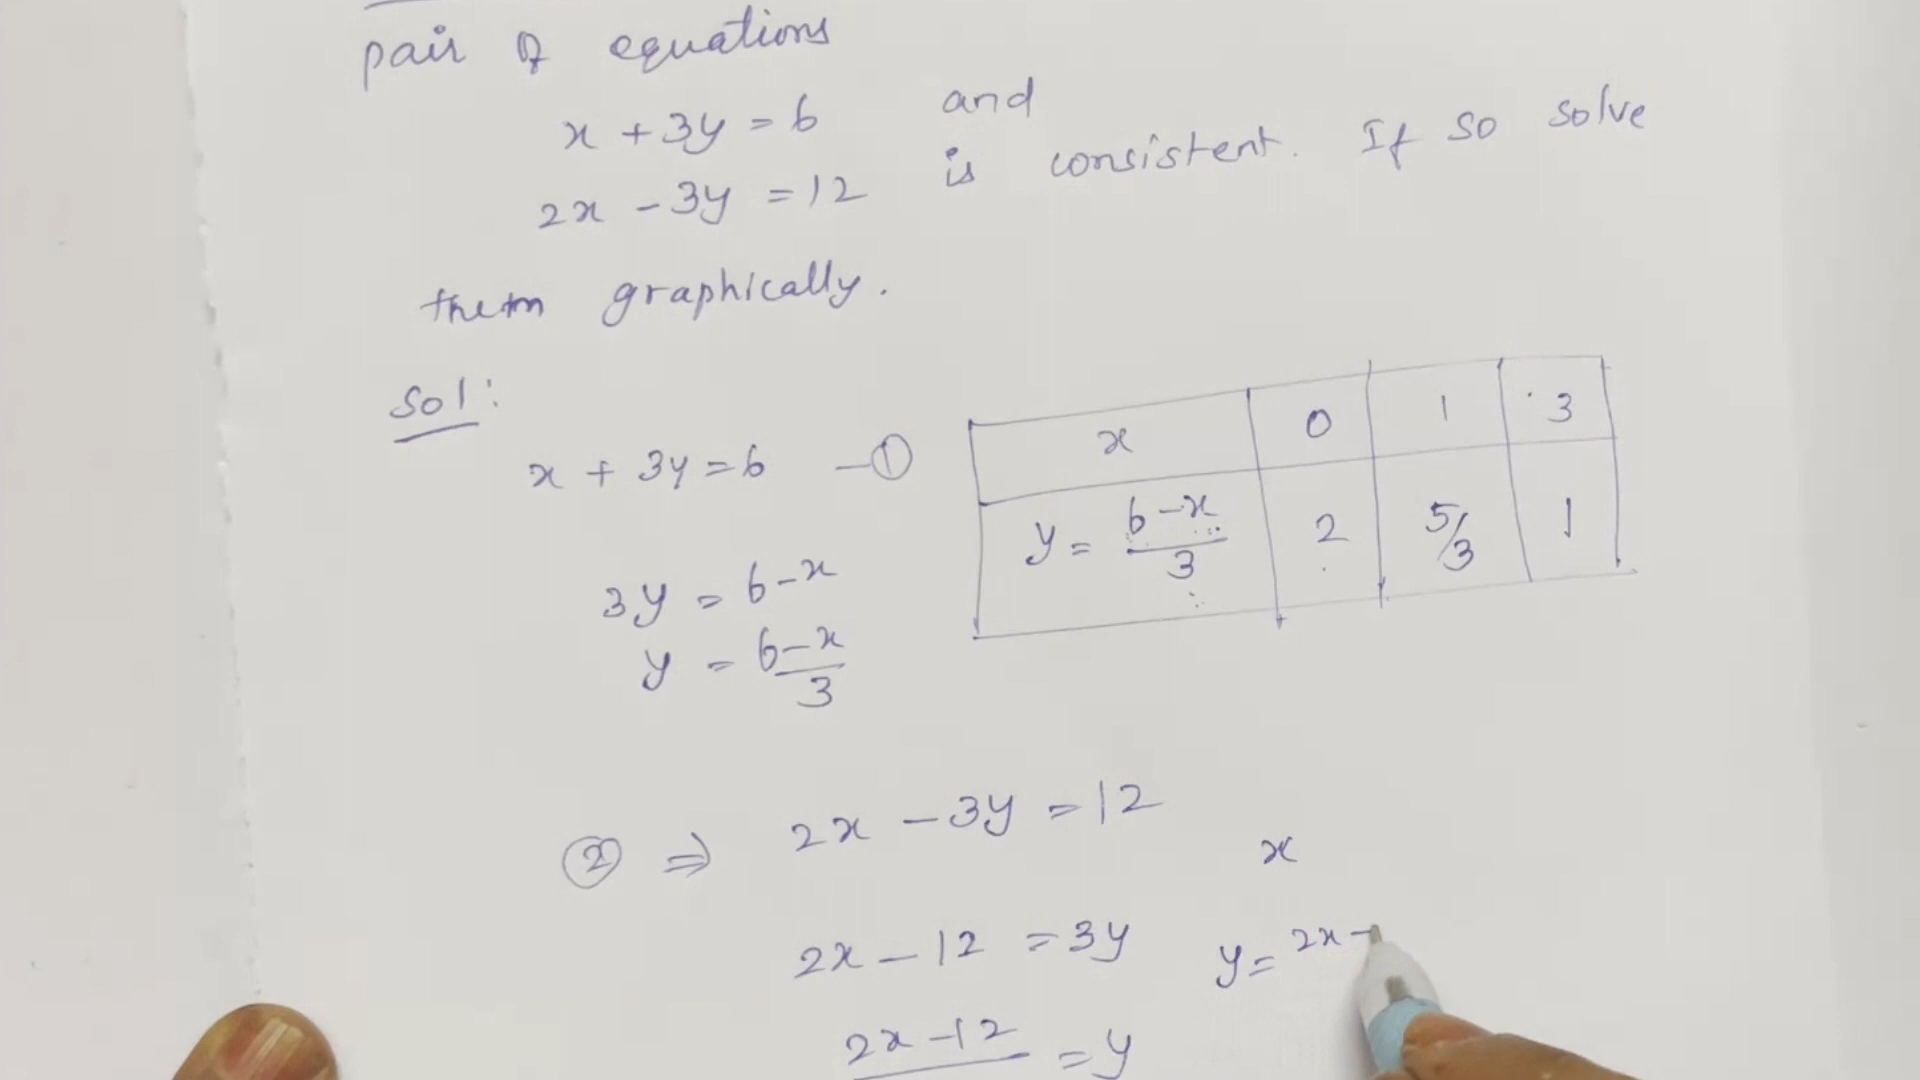 pair of equations
x + 3y = 6 and
2x - 3y = 12 is consistent. If so solve
them graphically.
Sol:
x + 3y = 6 - ①
x 0 1 3
y = (6-x)/3 2 5/3 1
3y = 6-x
y = (6-x)/3
② ⇒ 2x - 3y = 12
x
2x - 12 = 3y
y = 2x -
2x - 12 = y